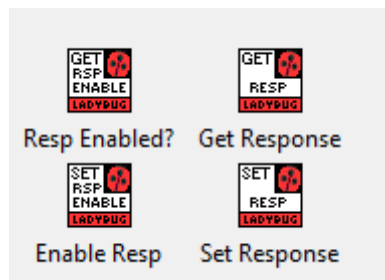 GET
RSP
ENABLE
LADYBUG
GET
RESP
LADYBUG
Resp Enabled? Get Response
SET
RSP
ENABLE
LADYBUG
SET
RESP
LADYBUG
Enable Resp Set Response